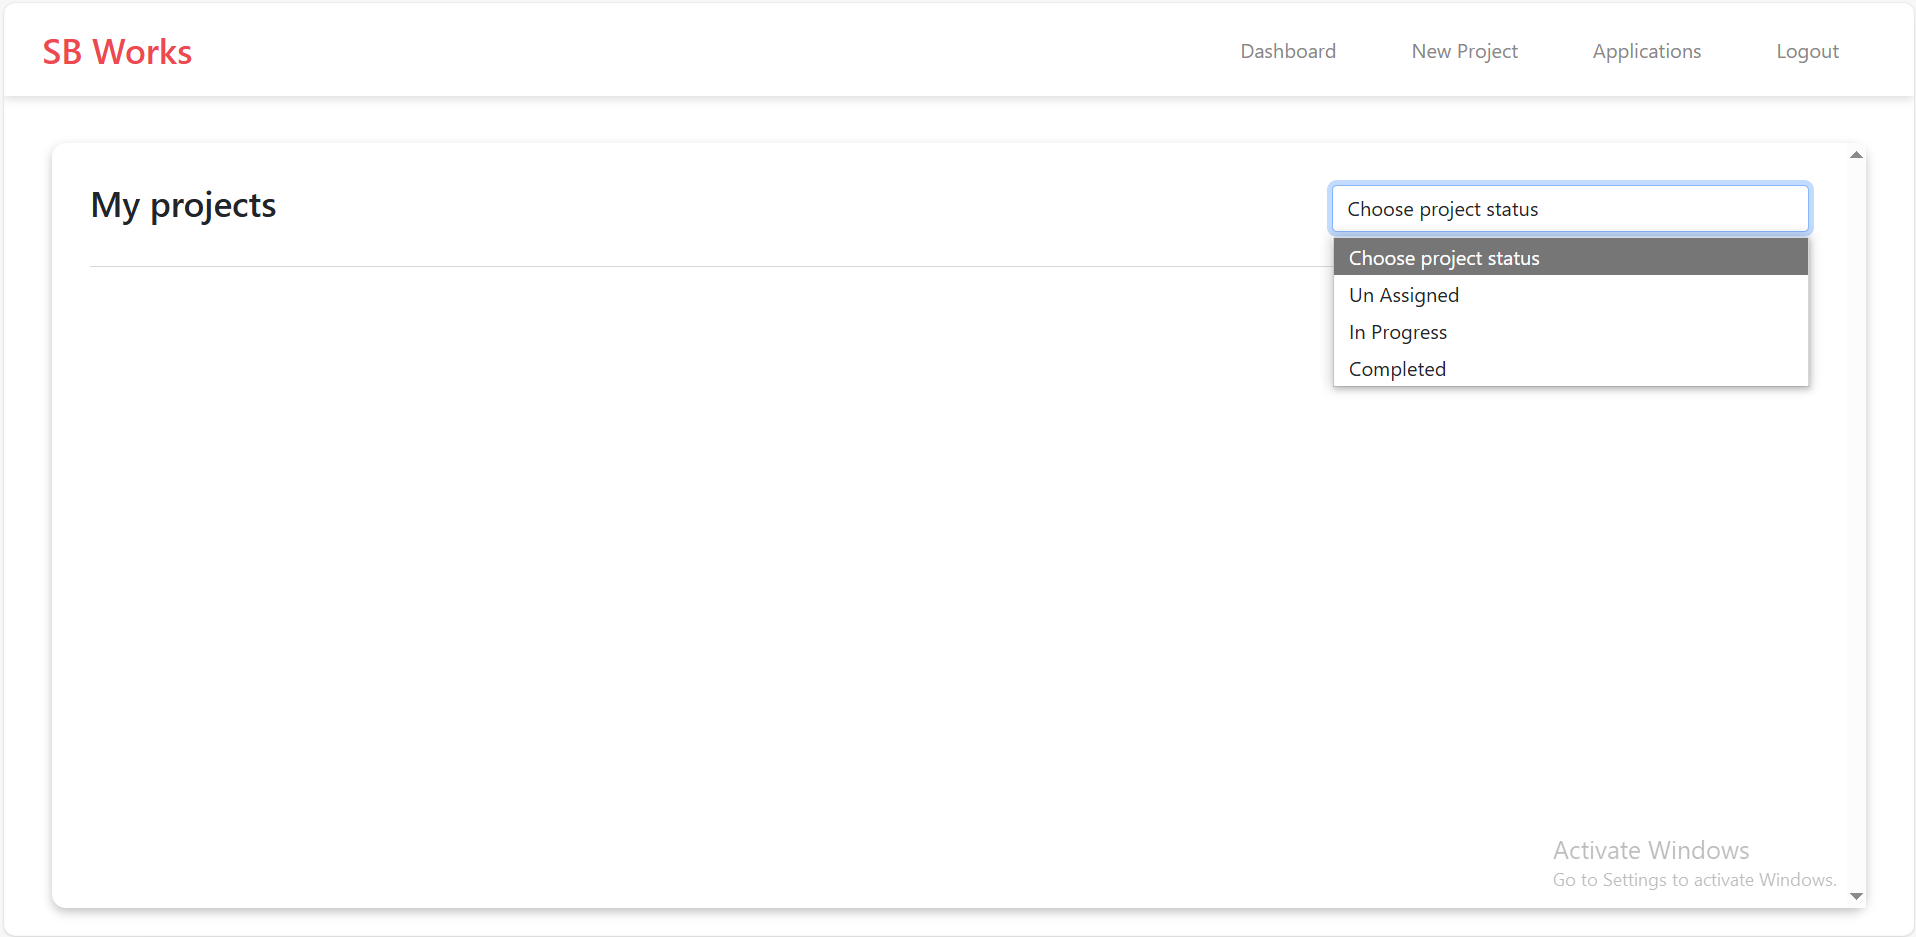 SB Works
Dashboard
New Project
Applications
Logout
My projects
Choose project status
Choose project status
Un Assigned
In Progress
Completed
Activate Windows
Go to Settings to activate Windows.